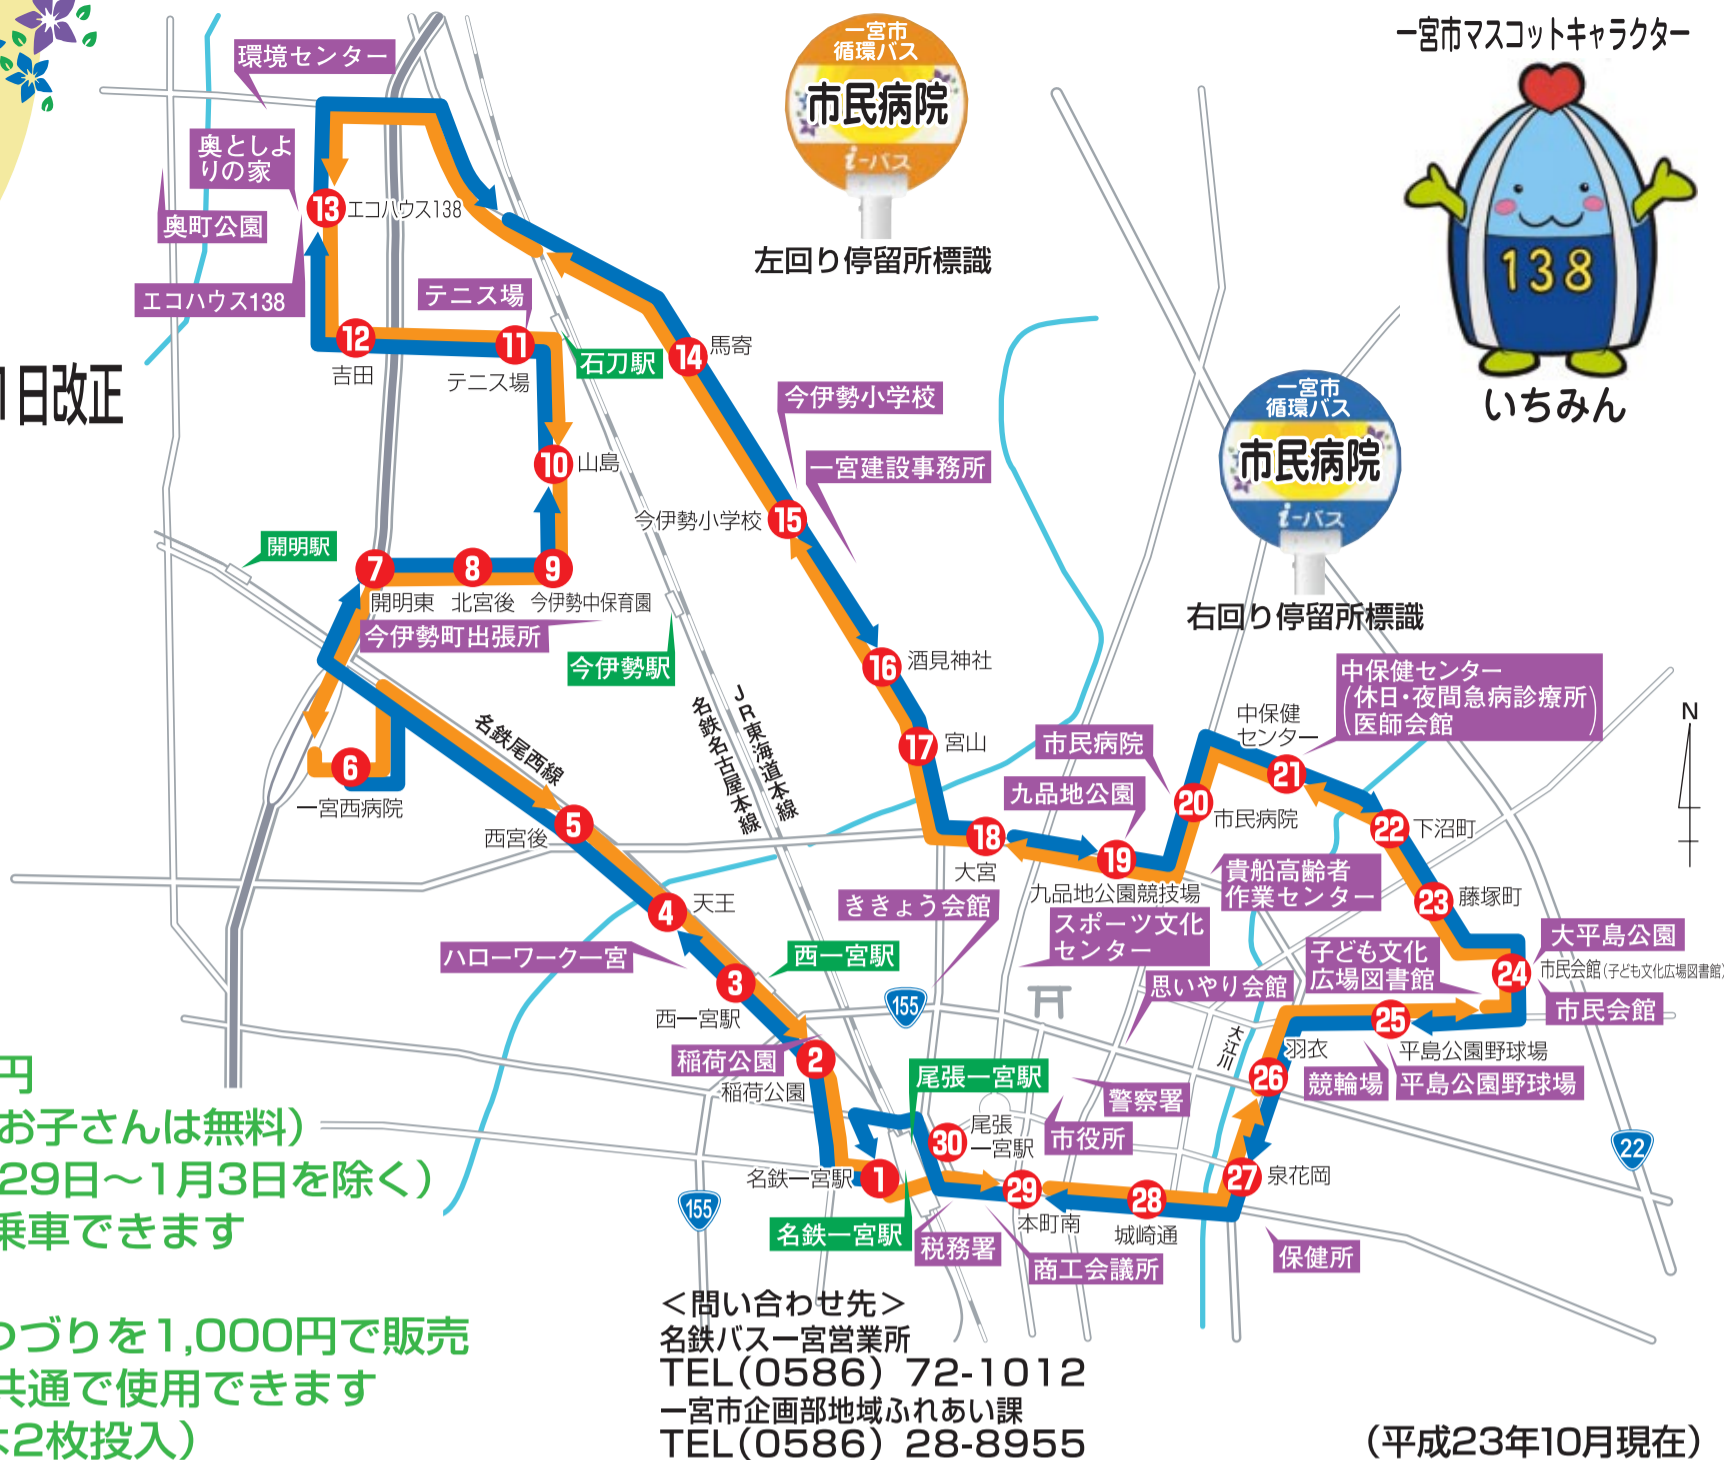 一宮市マスコットキャラクター
138
いちみん
一宮市
循環バス
市民病院
i-バス
左回り停留所標識
一宮市
循環バス
市民病院
i-バス
右回り停留所標識
1日改正
環境センター
奥としよ
りの家
奥町公園
エコハウス138
13 エコハウス138
テニス場
12
吉田
11
テニス場
石刀駅
14 馬寄
10 山島
今伊勢小学校
一宮建設事務所
今伊勢小学校 15
開明駅
7
開明東
8
北宮後
9
今伊勢中保育園
今伊勢町出張所
今伊勢駅
16 酒見神社
17 宮山
名鉄尾西線
名鉄名古屋本線
JR東海道本線
6
一宮西病院
5
西宮後
4 天王
ハローワーク一宮
3
西一宮駅
西一宮駅
155
稲荷公園
2
稲荷公園
18
大宮
九品地公園
19
九品地公園競技場
市民病院
20
市民病院
中保健
センター
21
中保健センター
(休日・夜間急病診療所)
医師会館
22 下沼町
23 藤塚町
貴船高齢者
作業センター
ききょう会館
スポーツ文化
センター
思いやり会館
子ども文化
広場図書館
大平島公園
24 市民会館(子ども文化広場図書館)
市民会館
25
平島公園野球場
競輪場
平島公園野球場
大江川
羽衣
26
27 泉花岡
28
城崎通
29
本町南
30 尾張
一宮駅
尾張一宮駅
警察署
市役所
名鉄一宮駅 1
名鉄一宮駅
税務署
商工会議所
保健所
155
22
N
円
お子さんは無料)
29日～1月3日を除く)
乗車できます
つづりを1,000円で販売
共通で使用できます
は2枚投入)
＜問い合わせ先＞
名鉄バス一宮営業所
TEL(0586) 72-1012
一宮市企画部地域ふれあい課
TEL(0586) 28-8955
(平成23年10月現在)